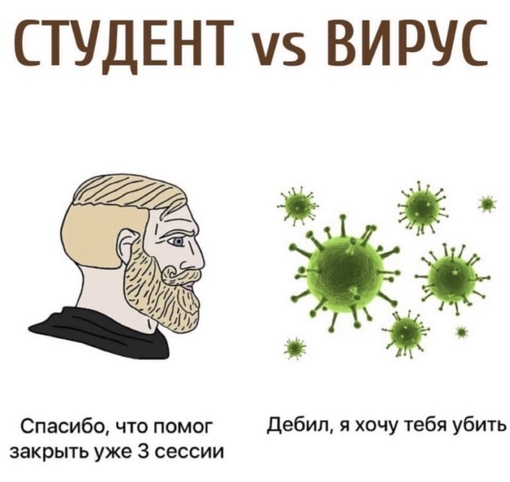 СТУДЕНТ vs ВИРУС
Спасибо, что помог
закрыть уже 3 сессии
Дебил, я хочу тебя убить